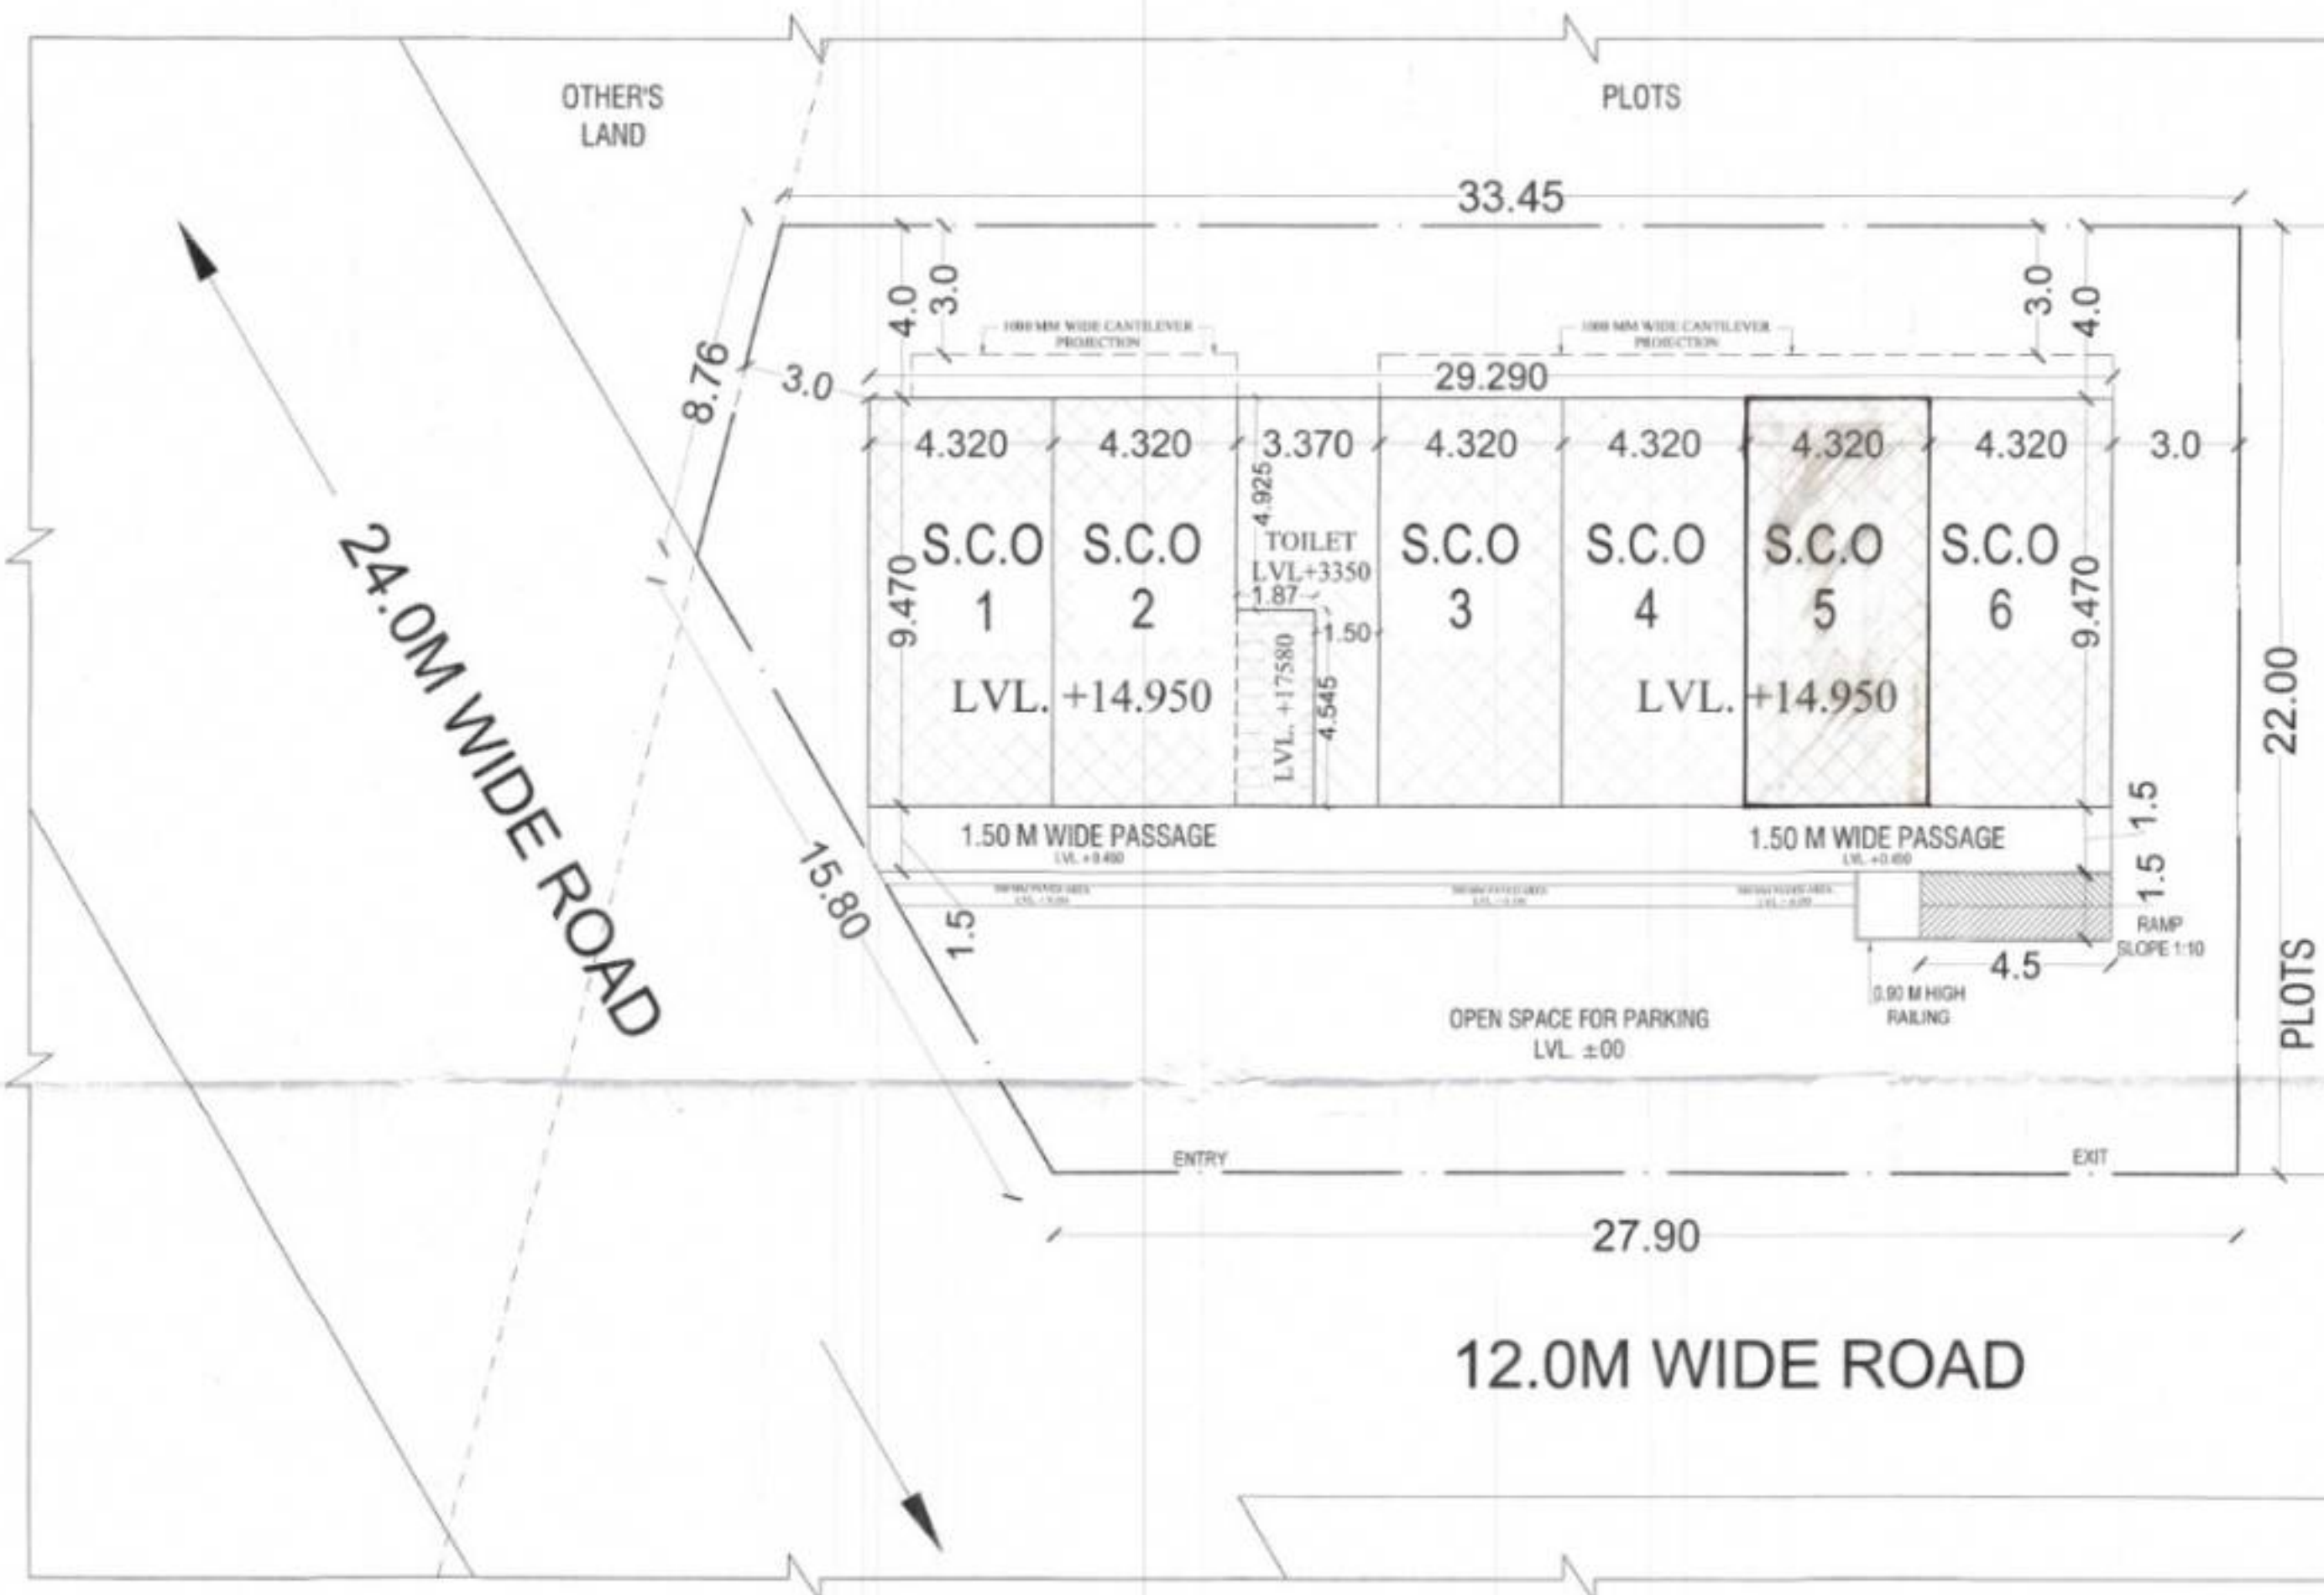 OTHER'S
LAND
PLOTS
33.45
4.0
3.0
3.0
4.0
1000 MM WIDE CANTILEVER
PROJECTION
1000 MM WIDE CANTILEVER
PROJECTION
8.76
3.0
29.290
4.320
4.320
3.370
4.320
4.320
4.320
4.320
3.0
4.925
S.C.O
1
S.C.O
2
TOILET
LVL+3350
1.87
1.50
S.C.O
3
S.C.O
4
S.C.O
5
S.C.O
6
9.470
9.470
LVL. +14.950
LVL. +17580
4.545
LVL. +14.950
24.0M WIDE ROAD
22.00
1.50 M WIDE PASSAGE
1.50 M WIDE PASSAGE
LVL +0.450
1.5
1.5
15.80
1.5
RAMP
SLOPE 1:10
4.5
0.90 M HIGH
RAILING
OPEN SPACE FOR PARKING
LVL. ±00
PLOTS
ENTRY
EXIT
27.90
12.0M WIDE ROAD